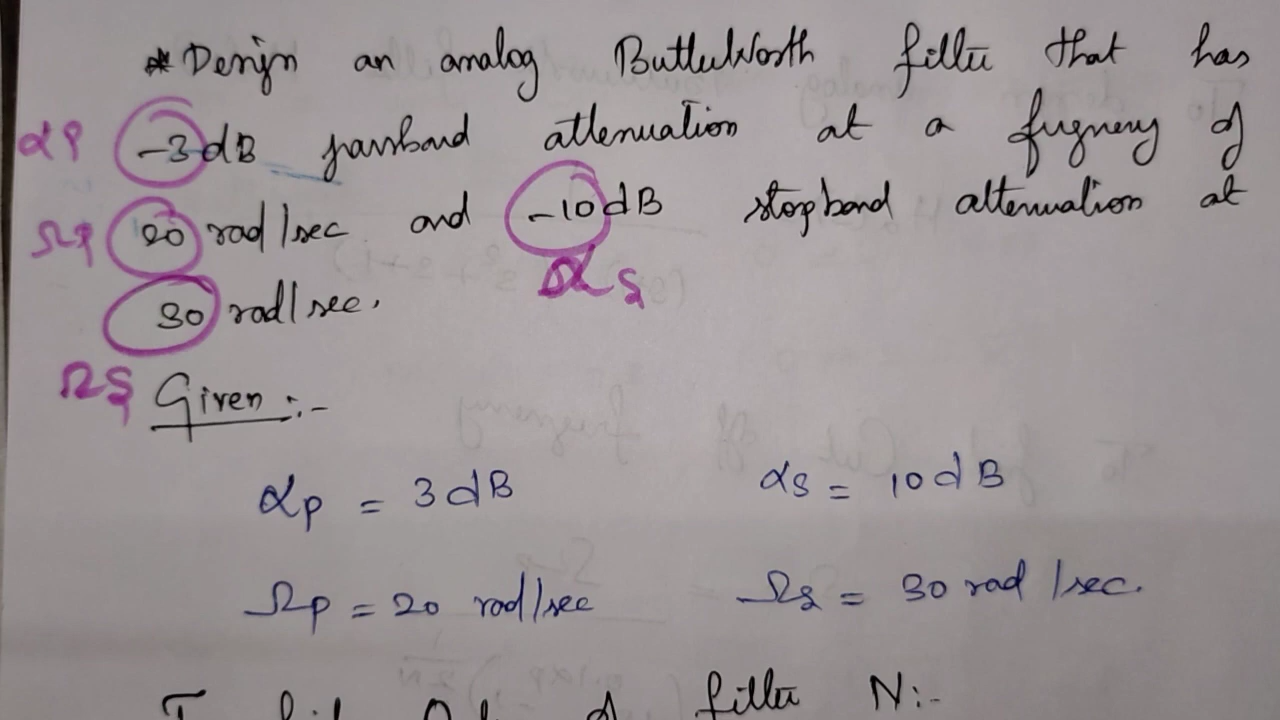 * Design an analog ButterWorth filter that has
αP -3dB passband attenuation at a frequency of
ΩP 20 rad/sec and -10dB stopband attenuation at
αs
30 rad/sec.
Ωs Given :-
αp = 3dB αs = 10dB
Ωp = 20 rad/sec Ωs = 30 rad/sec.
filter N:-